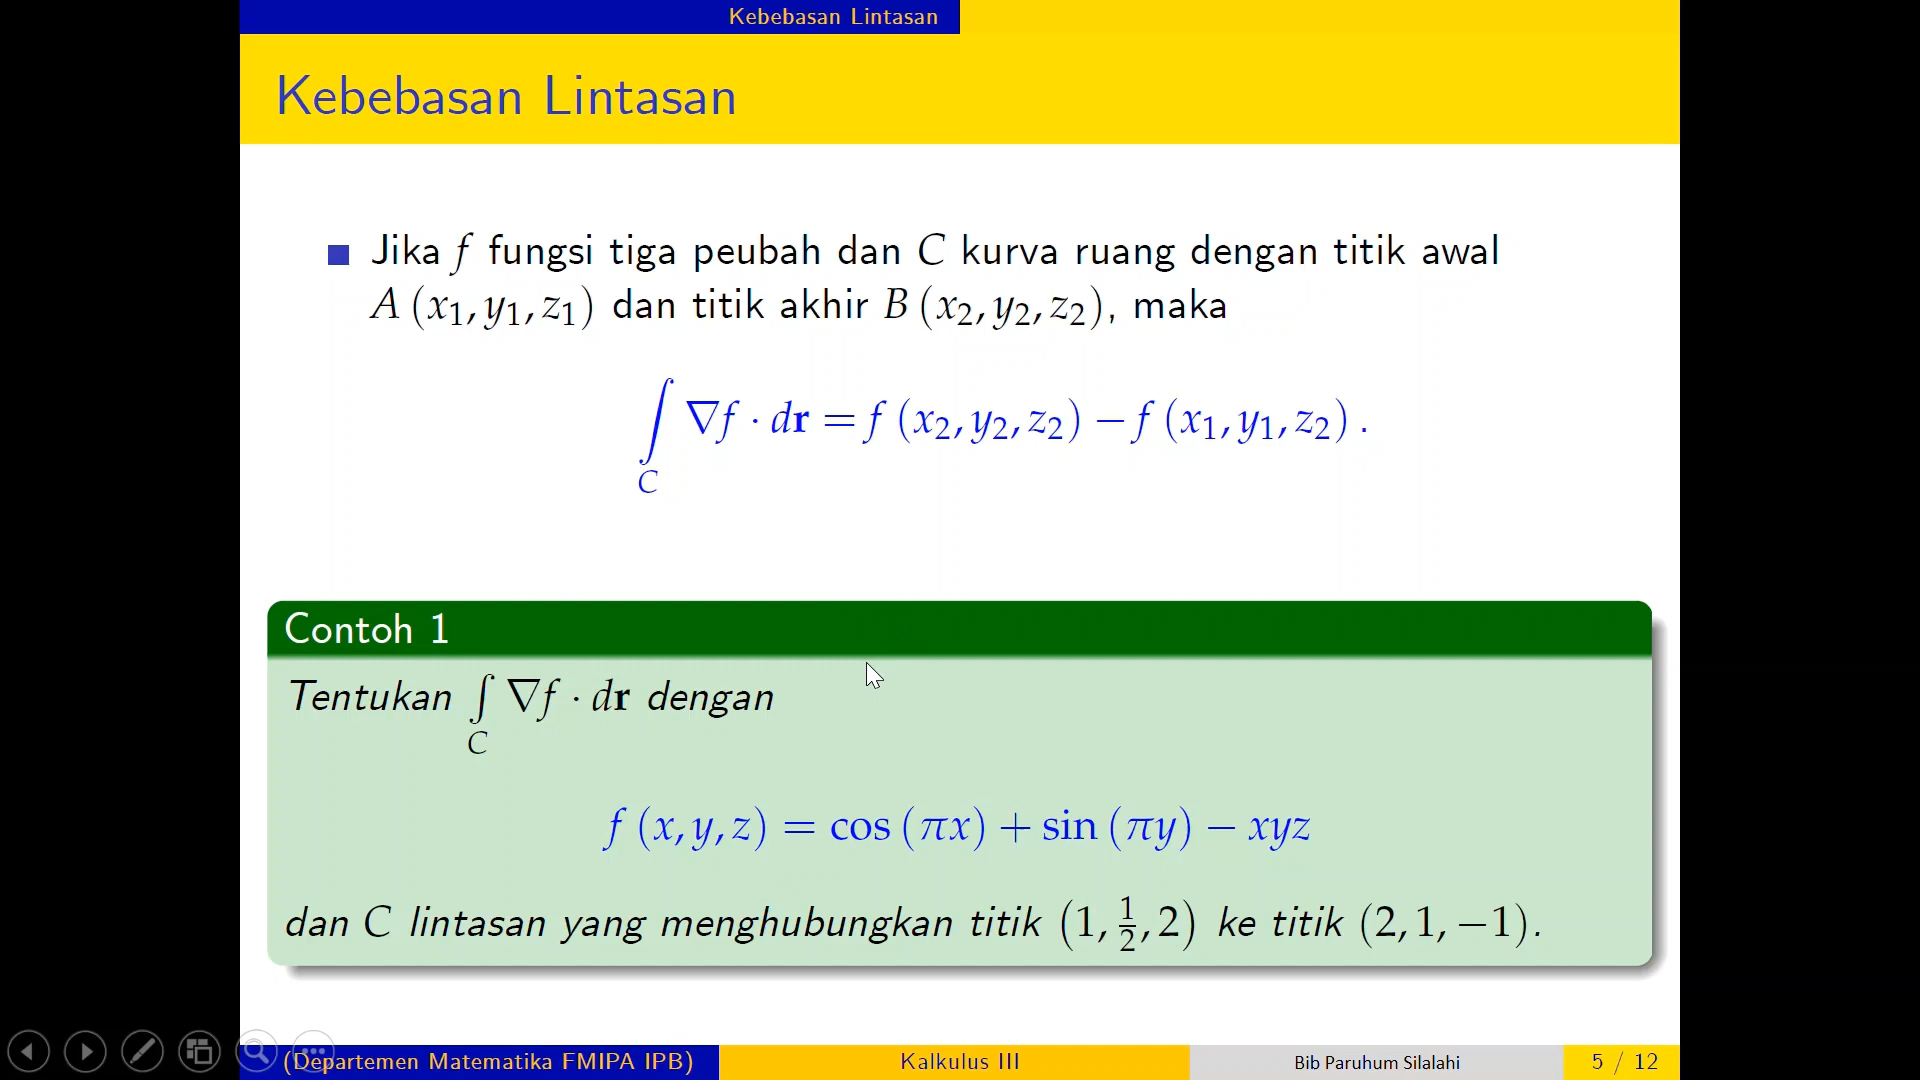 Kebebasan Lintasan
Kebebasan Lintasan
Jika f fungsi tiga peubah dan C kurva ruang dengan titik awal
A (x₁, y₁, z₁) dan titik akhir B (x₂, y₂, z₂), maka
∫_C ∇f · d𝐫 = f (x₂, y₂, z₂) − f (x₁, y₁, z₂) .
Contoh 1
Tentukan ∫_C ∇f · d𝐫 dengan
f (x, y, z) = cos (πx) + sin (πy) − xyz
dan C lintasan yang menghubungkan titik (1, 1/2, 2) ke titik (2, 1, −1).
(Departemen Matematika FMIPA IPB)
Kalkulus III
Bib Paruhum Silalahi
5 / 12